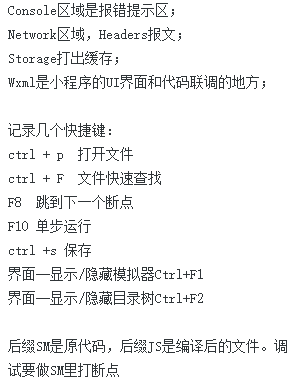 Console区域是报错提示区；
Network区域，Headers报文；
Storage打出缓存；
Wxml是小程序的UI界面和代码联调的地方；
记录几个快捷键：
ctrl + p  打开文件
ctrl + F  文件快速查找
F8  跳到下一个断点
F10 单步运行
ctrl +s 保存
界面—显示/隐藏模拟器Ctrl+F1
界面—显示/隐藏目录树Ctrl+F2
后缀SM是原代码，后缀JS是编译后的文件。调
试要做SM里打断点